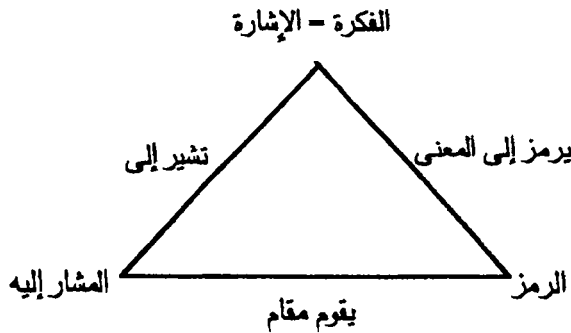 الفكرة = الإشارة
يرمز إلى المعنى
تشير إلى
الرمز
المشار إليه
يقوم مقام